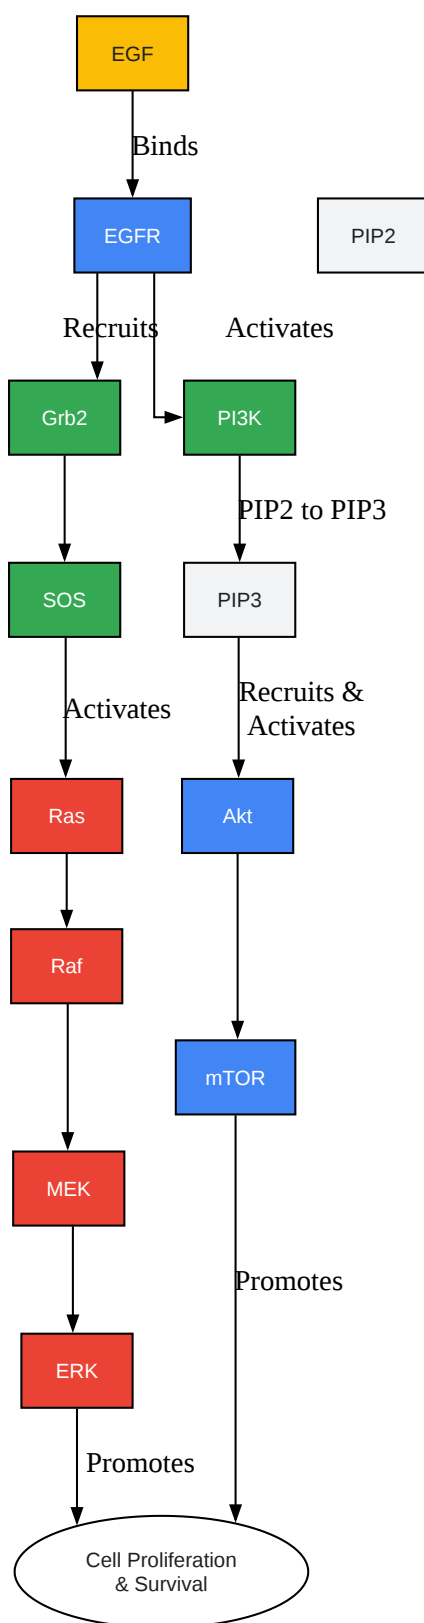 EGF
Binds
EGFR
PIP2
Recruits
Activates
Grb2
PI3K
PIP2 to PIP3
SOS
PIP3
Activates
Recruits &
Activates
Ras
Akt
Raf
mTOR
MEK
Promotes
ERK
Promotes
Cell Proliferation
& Survival